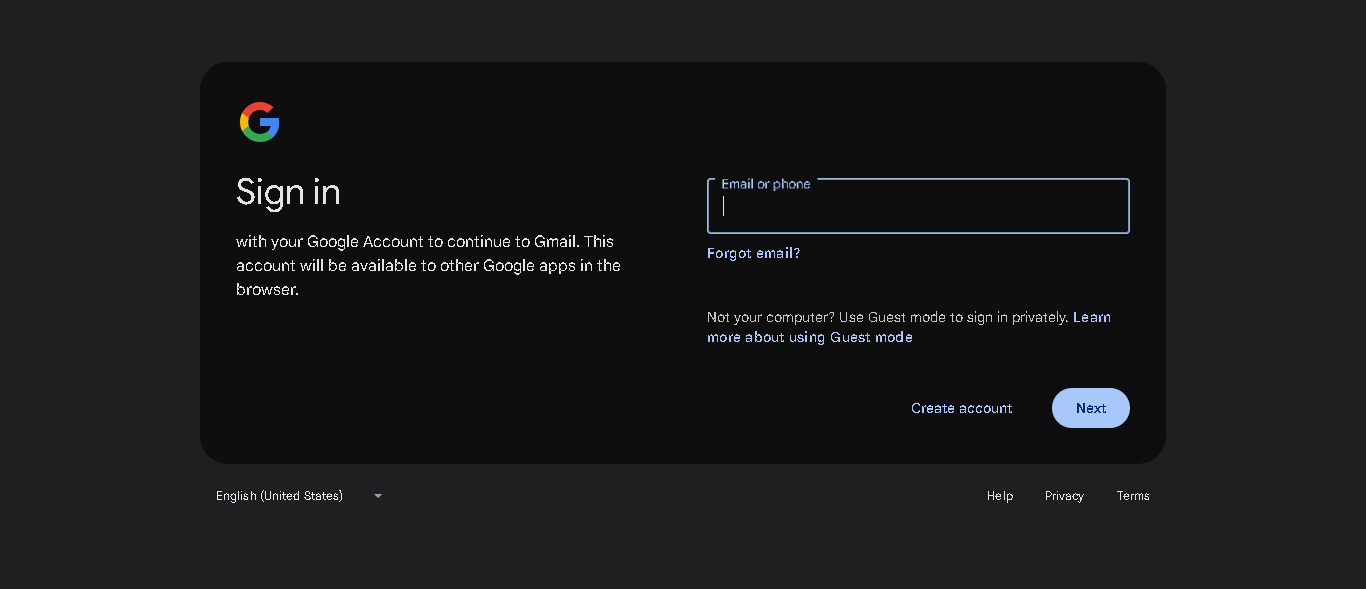 Sign in
with your Google Account to continue to Gmail. This
account will be available to other Google apps in the
browser.
Email or phone
Forgot email?
Not your computer? Use Guest mode to sign in privately. Learn
more about using Guest mode
Create account
Next
English (United States)
Help
Privacy
Terms